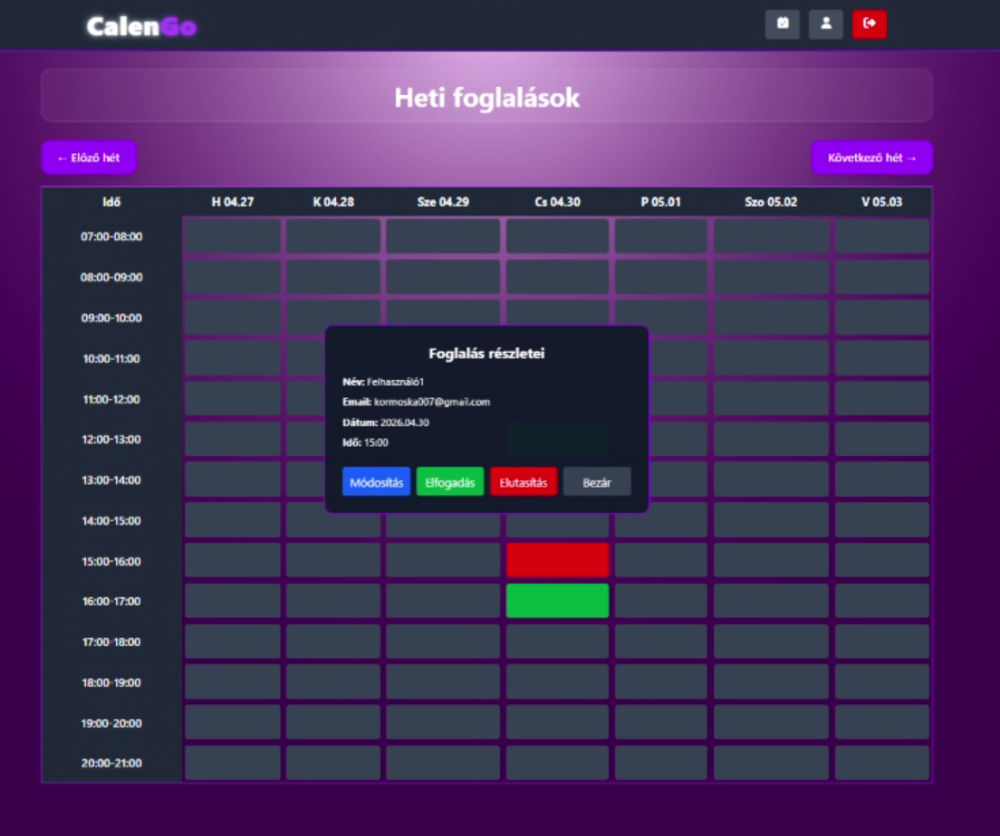 CalenGo
Heti foglalások
← Előző hét
Következő hét →
Idő H 04.27 K 04.28 Sze 04.29 Cs 04.30 P 05.01 Szo 05.02 V 05.03
07:00-08:00
08:00-09:00
09:00-10:00
10:00-11:00
11:00-12:00
12:00-13:00
13:00-14:00
14:00-15:00
15:00-16:00
16:00-17:00
17:00-18:00
18:00-19:00
19:00-20:00
20:00-21:00
Foglalás részletei
Név: Felhasználó1
Email: kormoska007@gmail.com
Dátum: 2026.04.30
Idő: 15:00
Módosítás Elfogadás Elutasítás Bezár